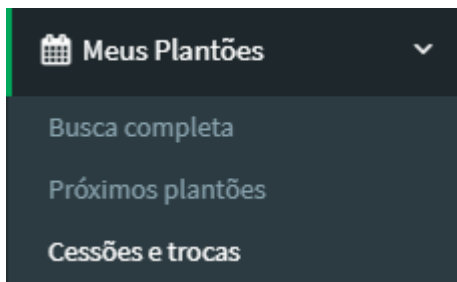 Meus Plantões
Busca completa
Próximos plantões
Cessões e trocas